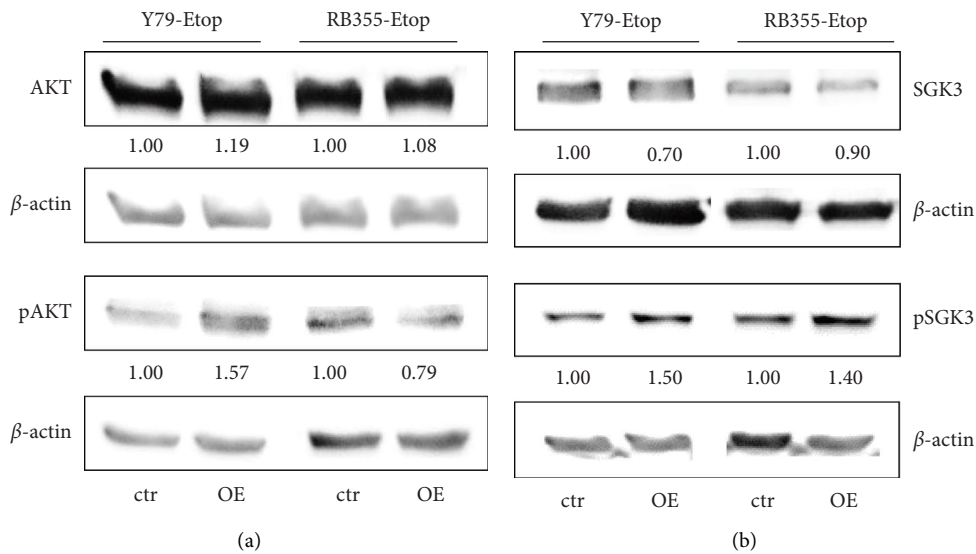 Y79-Etop RB355-Etop
AKT
1.00 1.19 1.00 1.08
β-actin
pAKT
1.00 1.57 1.00 0.79
β-actin
ctr OE ctr OE
(a)
Y79-Etop RB355-Etop
SGK3
1.00 0.70 1.00 0.90
β-actin
pSGK3
1.00 1.50 1.00 1.40
β-actin
ctr OE ctr OE
(b)